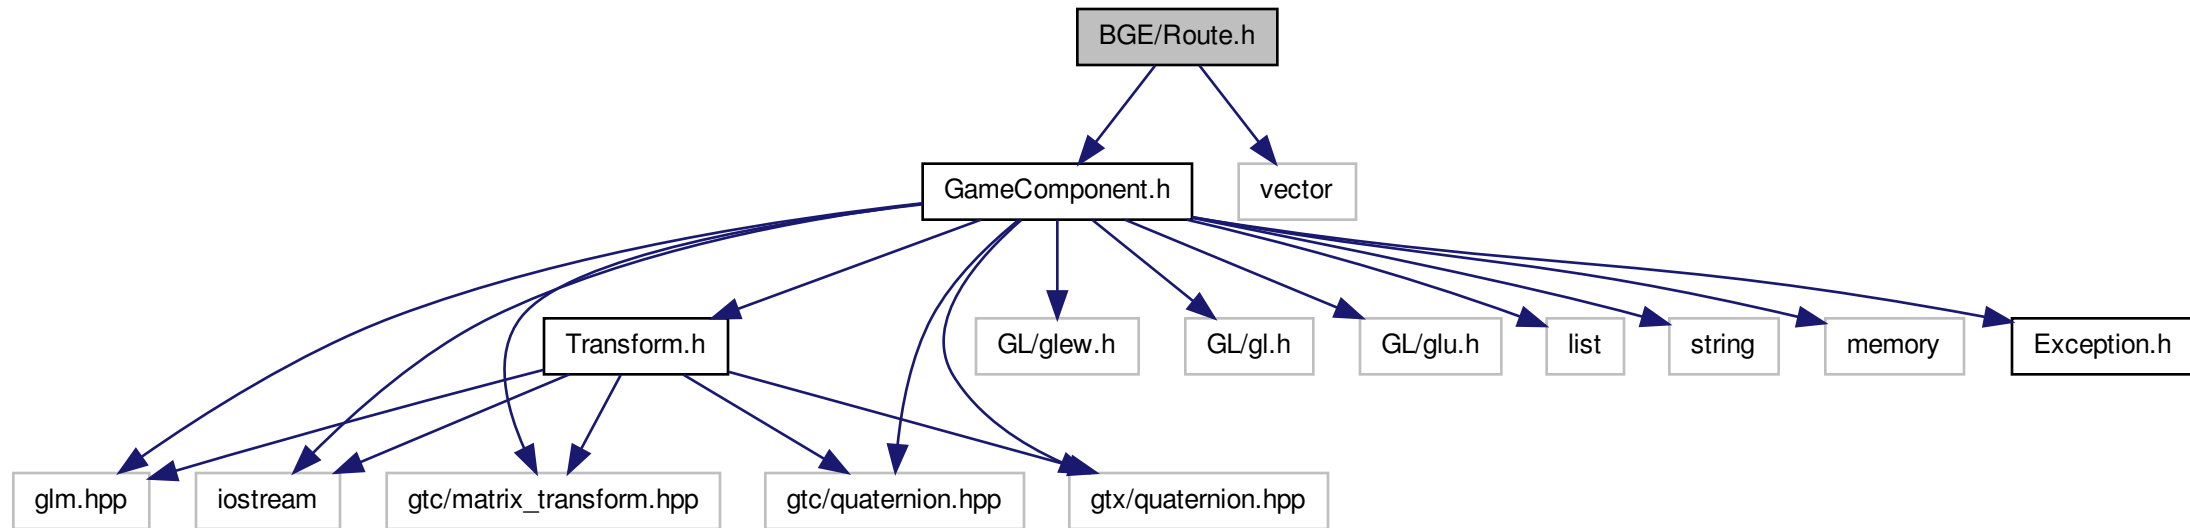 BGE/Route.h
GameComponent.h
vector
Transform.h
GL/glew.h
GL/gl.h
GL/glu.h
list
string
memory
Exception.h
glm.hpp
iostream
gtc/matrix_transform.hpp
gtc/quaternion.hpp
gtx/quaternion.hpp